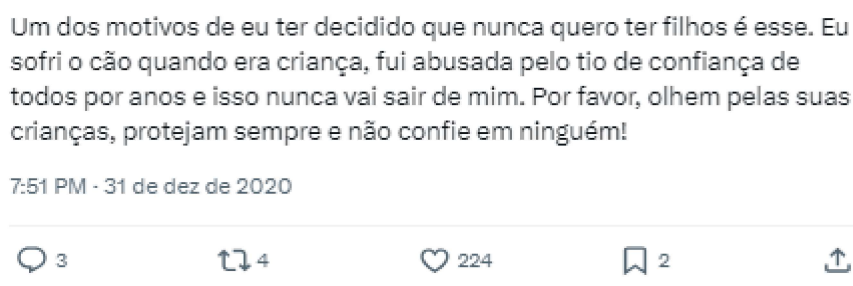 Um dos motivos de eu ter decidido que nunca quero ter filhos é esse. Eu
sofri o cão quando era criança, fui abusada pelo tio de confiança de
todos por anos e isso nunca vai sair de mim. Por favor, olhem pelas suas
crianças, protejam sempre e não confie em ninguém!
7:51 PM · 31 de dez de 2020
3 4 224 2